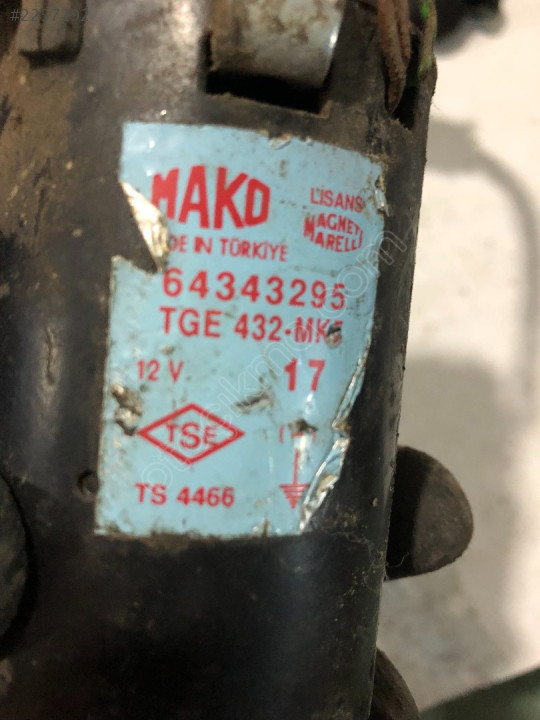 MAKO
LİSANS
MAGNETI
MARELLI
DE IN TÜRKİYE
64343295
TGE 432-MK
12 V
17
TSE
TS 4466